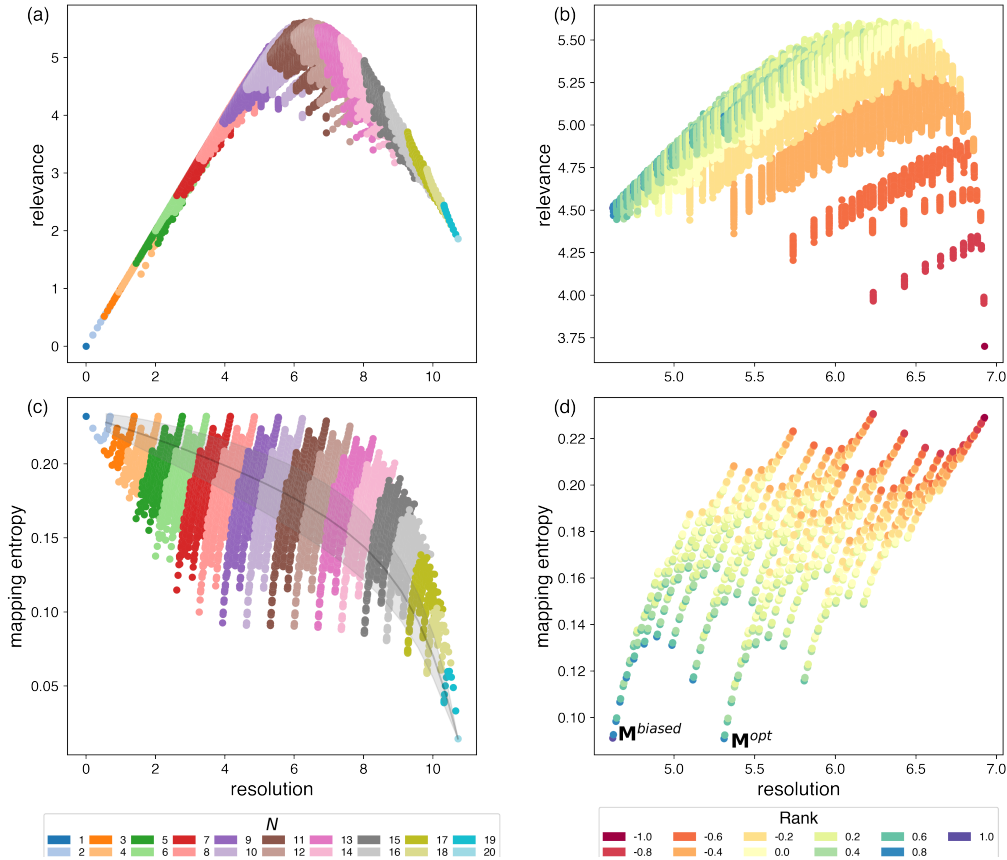 (a)
(b)
relevance
5
4
3
2
1
0
0
2
4
6
8
10
relevance
5.50
5.25
5.00
4.75
4.50
4.25
4.00
3.75
5.0
5.5
6.0
6.5
7.0
(c)
(d)
mapping entropy
0.20
0.15
0.10
0.05
0
2
4
6
8
10
resolution
mapping entropy
0.22
0.20
0.18
0.16
0.14
0.12
0.10
M^biased
M^opt
5.0
5.5
6.0
6.5
7.0
resolution
N
1 3 5 7 9 11 13 15 17 19
2 4 6 8 10 12 14 16 18 20
Rank
-1.0 -0.6 -0.2 0.2 0.6 1.0
-0.8 -0.4 0.0 0.4 0.8